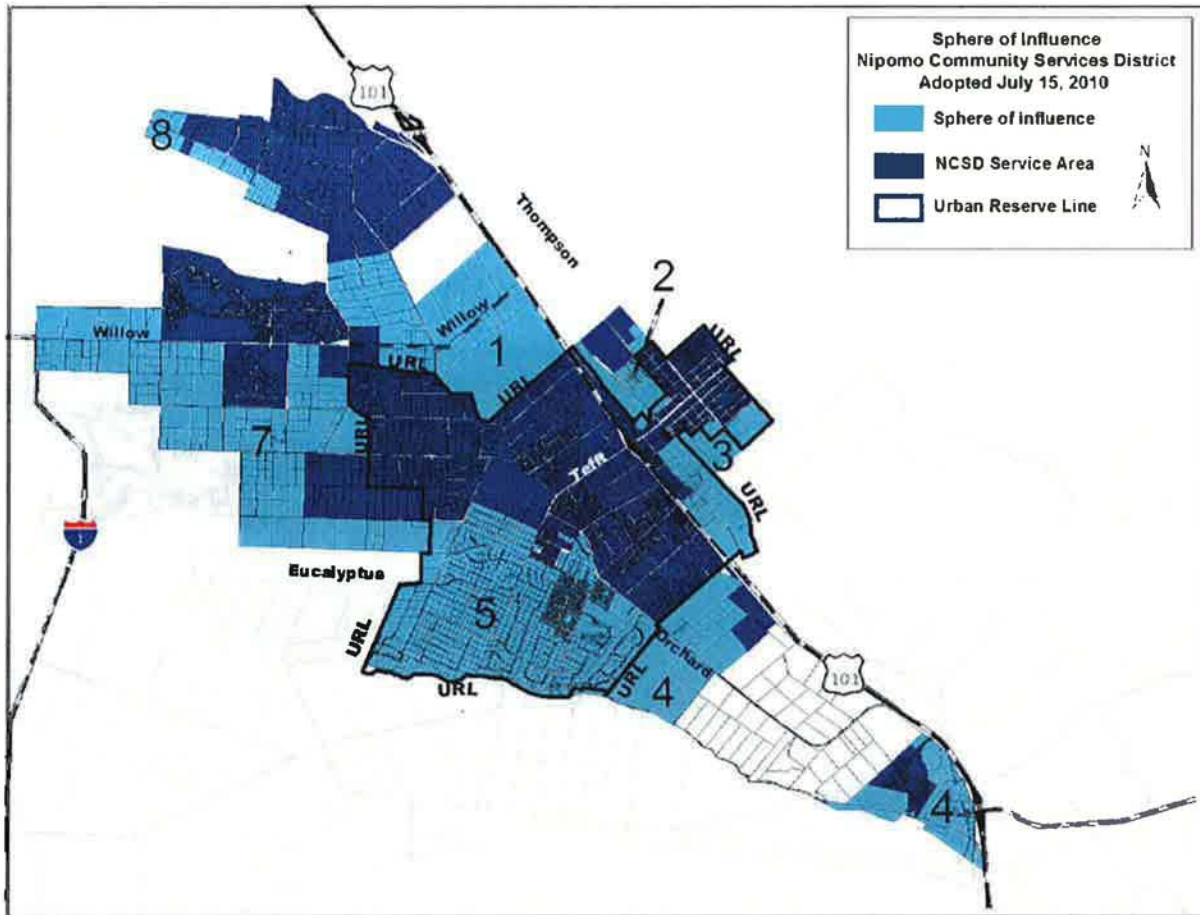 Sphere of Influence
Nipomo Community Services District
Adopted July 15, 2010
Sphere of influence
NCSD Service Area
Urban Reserve Line
N
101
8
Thompson
2
URL
Willow
Willow
1
URL
URL
7
URL
3
Tefft
URL
1
Eucalyptus
5
URL
URL
Orchard
URL
4
101
4